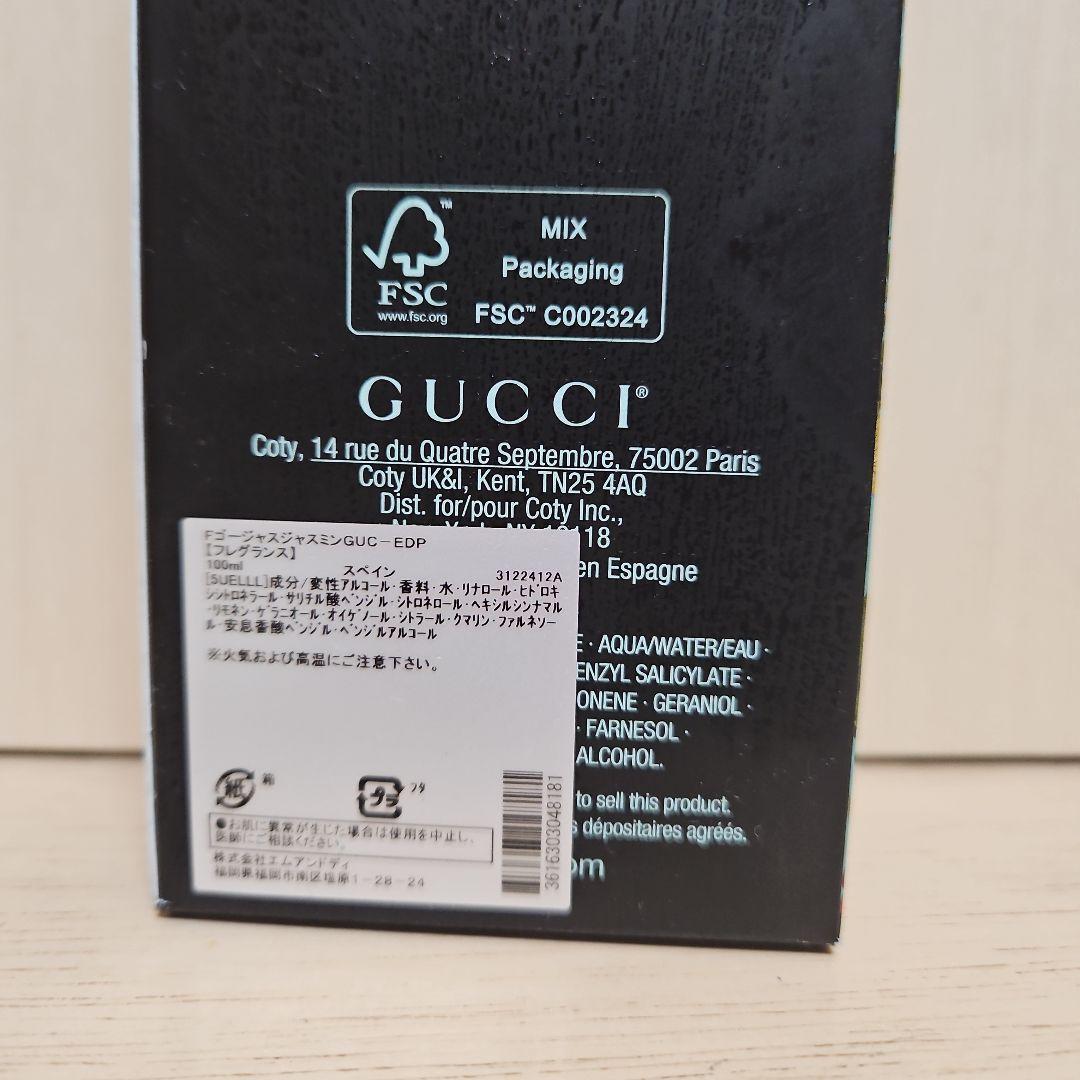 FSC™
www.fsc.org
MIX
Packaging
FSC™ C002324
GUCCI®
Coty, 14 rue du Quatre Septembre, 75002 Paris
Coty UK&I, Kent, TN25 4AQ
Dist. for/pour Coty Inc.,
en Espagne
AQUA/WATER/EAU ·
SALICYLATE ·
· GERANIOL ·
· FARNESOL ·
ALCOHOL.
to sell this product.
dépositaires agréés.
FゴージャスジャスミンGUC-EDP
【フレグランス】
100ml
スペイン 3122412A
[5UELLL]成分/変性アルコール・香料・水・リナロール・ヒドロキ
シシトロネラール・サリチル酸ベンジル・シトロネロール・ヘキシルシンナマル
・リモネン・ゲラニオール・オイゲノール・シトラール・クマリン・ファルネソー
ル・安息香酸ベンジル・ベンジルアルコール
※火気および高温にご注意下さい。
紙 箱
プラ フタ
●お肌に異常が生じた場合は使用を中止し、
医師にご相談ください。
株式会社エムアンドディ
福岡県福岡市南区塩原1-28-24
3616303048181